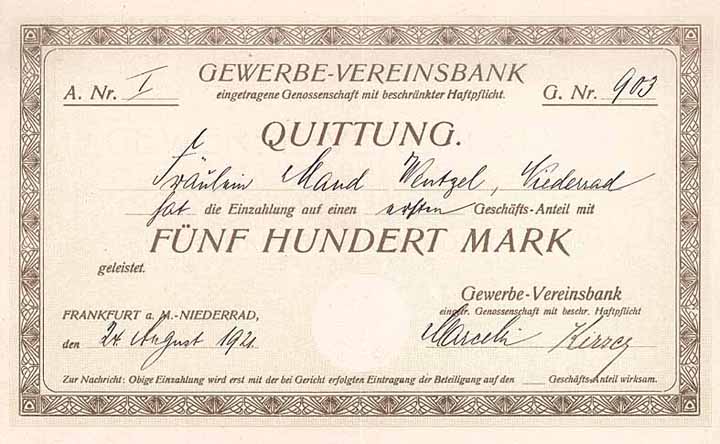 GEWERBE-VEREINSBANK
A. Nr. I eingetragene Genossenschaft mit beschränkter Haftpflicht. G. Nr. 903
QUITTUNG.
Fräulein Maud Wentzel, Niederrad
hat die Einzahlung auf einen ersten Geschäfts-Anteil mit
FÜNF HUNDERT MARK
geleistet.
Gewerbe-Vereinsbank
eingetr. Genossenschaft mit beschr. Haftpflicht
FRANKFURT a. M.-NIEDERRAD,
den 24. August 1921.
Zur Nachricht: Obige Einzahlung wird erst mit der bei Gericht erfolgten Eintragung der Beteiligung auf den Geschäfts-Anteil wirksam.